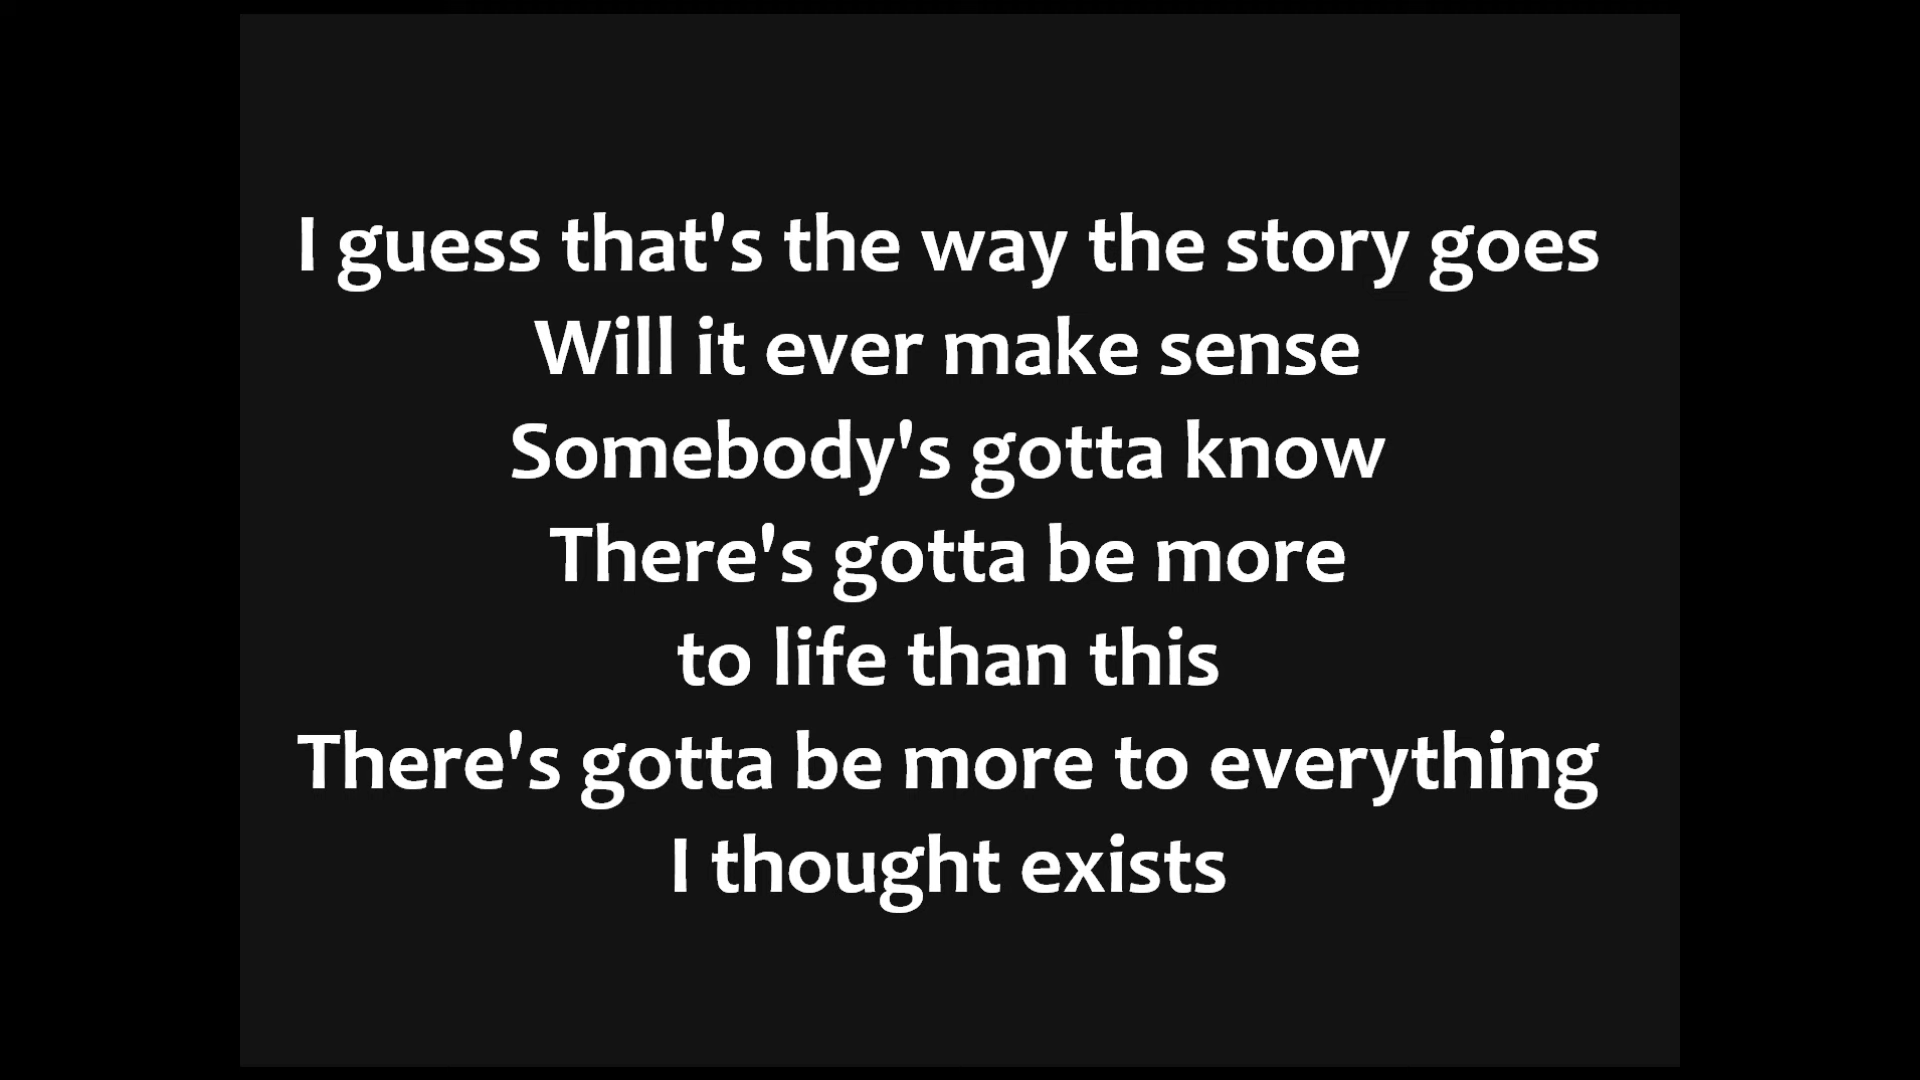 I guess that's the way the story goes
Will it ever make sense
Somebody's gotta know
There's gotta be more
to life than this
There's gotta be more to everything
I thought exists